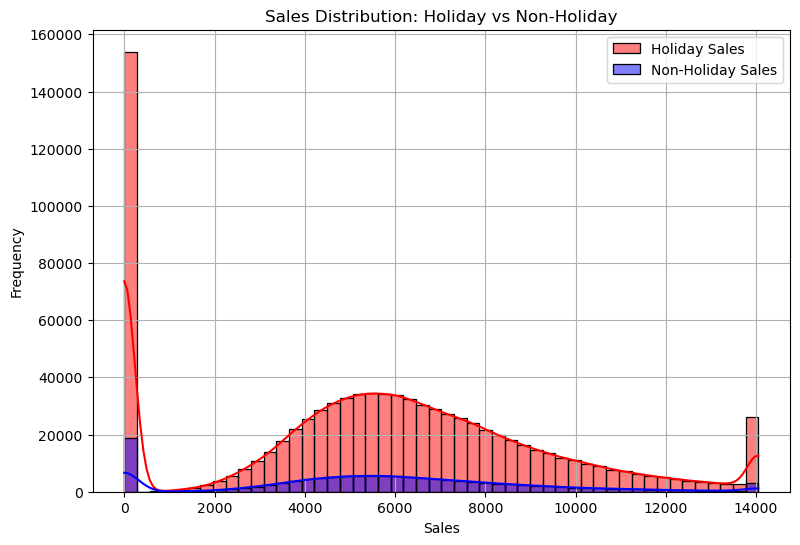 Sales Distribution: Holiday vs Non-Holiday
160000
140000
120000
100000
80000
60000
40000
20000
0
Frequency
Holiday Sales
Non-Holiday Sales
0 2000 4000 6000 8000 10000 12000 14000
Sales